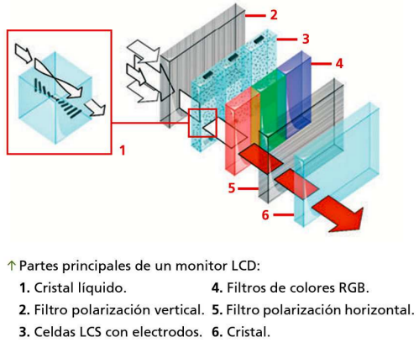 2
3
4
1
5
6
↑ Partes principales de un monitor LCD:
1. Cristal líquido.
4. Filtros de colores RGB.
2. Filtro polarización vertical.
5. Filtro polarización horizontal.
3. Celdas LCS con electrodos.
6. Cristal.